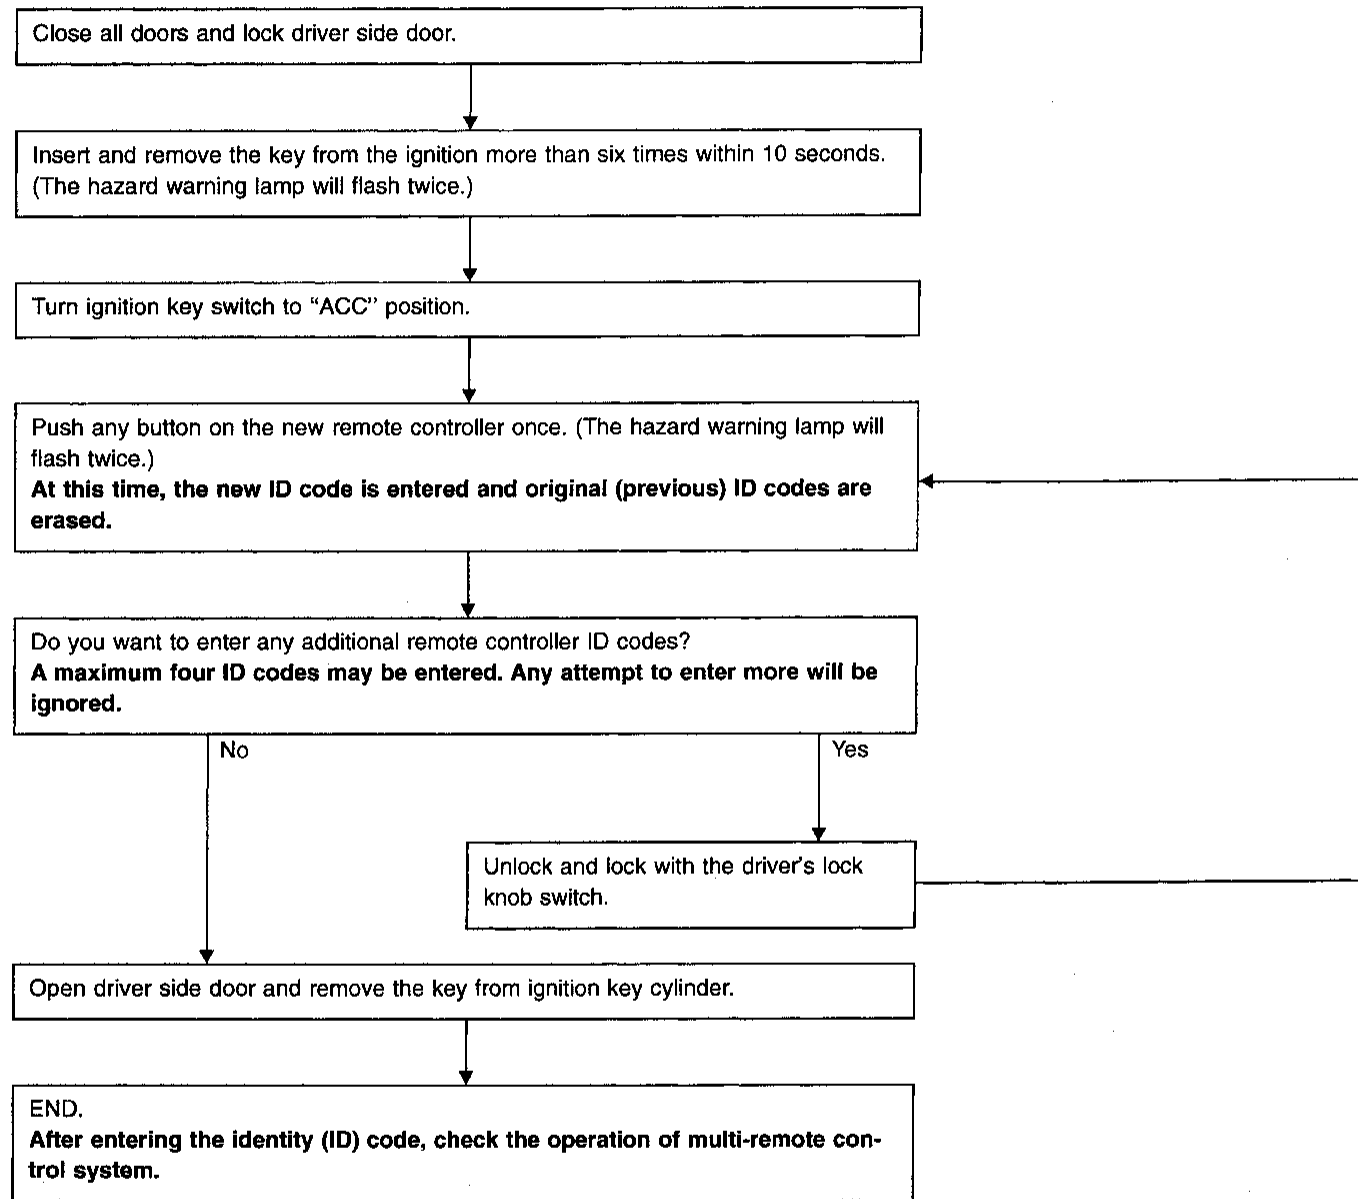 Close all doors and lock driver side door.
Insert and remove the key from the ignition more than six times within 10 seconds.
(The hazard warning lamp will flash twice.)
Turn ignition key switch to “ACC” position.
Push any button on the new remote controller once. (The hazard warning lamp will
flash twice.)
At this time, the new ID code is entered and original (previous) ID codes are
erased.
Do you want to enter any additional remote controller ID codes?
A maximum four ID codes may be entered. Any attempt to enter more will be
ignored.
No
Yes
Unlock and lock with the driver's lock
knob switch.
Open driver side door and remove the key from ignition key cylinder.
END.
After entering the identity (ID) code, check the operation of multi-remote con-
trol system.